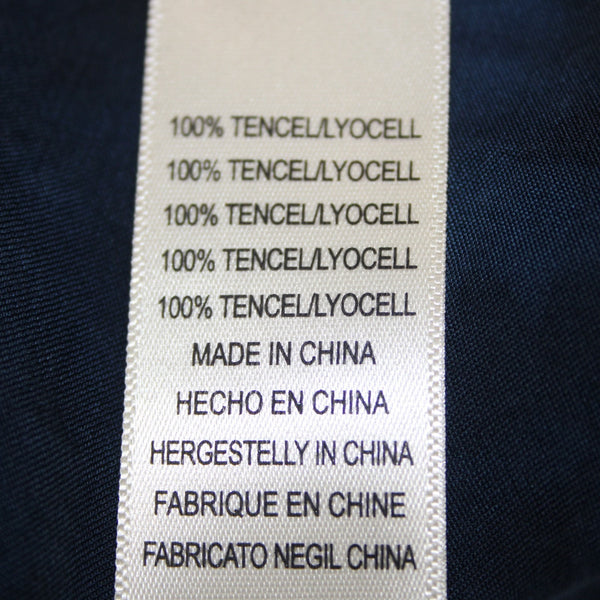 100% TENCEL/LYOCELL
100% TENCEL/LYOCELL
100% TENCEL/LYOCELL
100% TENCEL/LYOCELL
100% TENCEL/LYOCELL
MADE IN CHINA
HECHO EN CHINA
HERGESTELLY IN CHINA
FABRIQUE EN CHINE
FABRICATO NEGIL CHINA